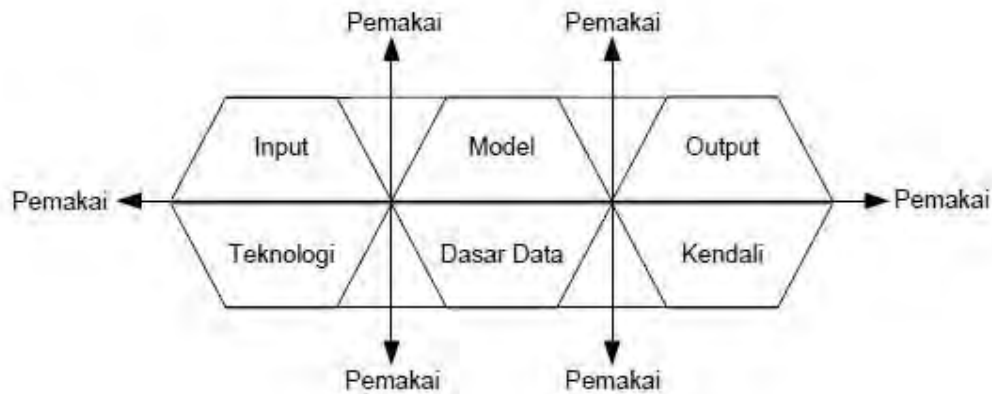 Pemakai Pemakai
Input Model Output
Pemakai Pemakai
Teknologi Dasar Data Kendali
Pemakai Pemakai